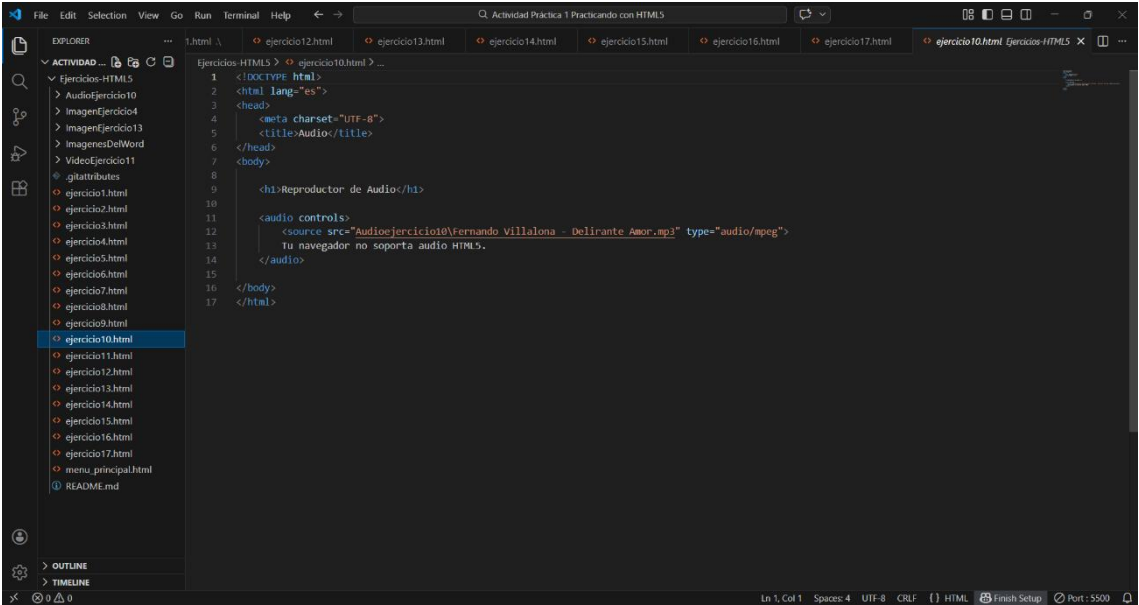 File Edit Selection View Go Run Terminal Help
Actividad Práctica 1 Practicando con HTML5
EXPLORER
1.html .\ ejercicio12.html ejercicio13.html ejercicio14.html ejercicio15.html ejercicio16.html ejercicio17.html ejercicio10.html Ejercicios-HTML5
ACTIVIDAD ...
Ejercicios-HTML5 > ejercicio10.html > ...
Ejercicios-HTML5
AudioEjercicio10
ImagenEjercicio4
ImagenEjercicio13
ImagenesDelWord
VideoEjercicio11
.gitattributes
ejercicio1.html
ejercicio2.html
ejercicio3.html
ejercicio4.html
ejercicio5.html
ejercicio6.html
ejercicio7.html
ejercicio8.html
ejercicio9.html
ejercicio10.html
ejercicio11.html
ejercicio12.html
ejercicio13.html
ejercicio14.html
ejercicio15.html
ejercicio16.html
ejercicio17.html
menu_principal.html
README.md
OUTLINE
TIMELINE
1 <!DOCTYPE html>
2 <html lang="es">
3 <head>
4 <meta charset="UTF-8">
5 <title>Audio</title>
6 </head>
7 <body>
8
9 <h1>Reproductor de Audio</h1>
10
11 <audio controls>
12 <source src="Audioejercicio10\Fernando Villalona - Delirante Amor.mp3" type="audio/mpeg">
13 Tu navegador no soporta audio HTML5.
14 </audio>
15
16 </body>
17 </html>
0 0 Ln 1, Col 1 Spaces: 4 UTF-8 CRLF {} HTML Finish Setup Port : 5500